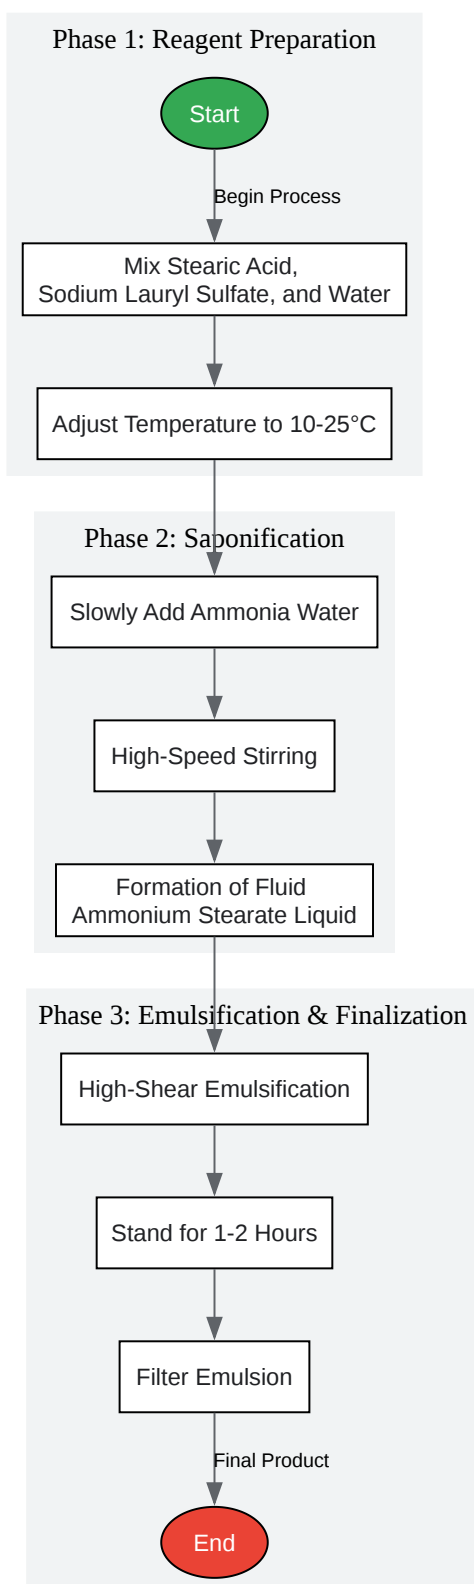 Phase 1: Reagent Preparation
Start
Begin Process
Mix Stearic Acid,
Sodium Lauryl Sulfate, and Water
Adjust Temperature to 10-25°C
Phase 2: Saponification
Slowly Add Ammonia Water
High-Speed Stirring
Formation of Fluid
Ammonium Stearate Liquid
Phase 3: Emulsification & Finalization
High-Shear Emulsification
Stand for 1-2 Hours
Filter Emulsion
Final Product
End